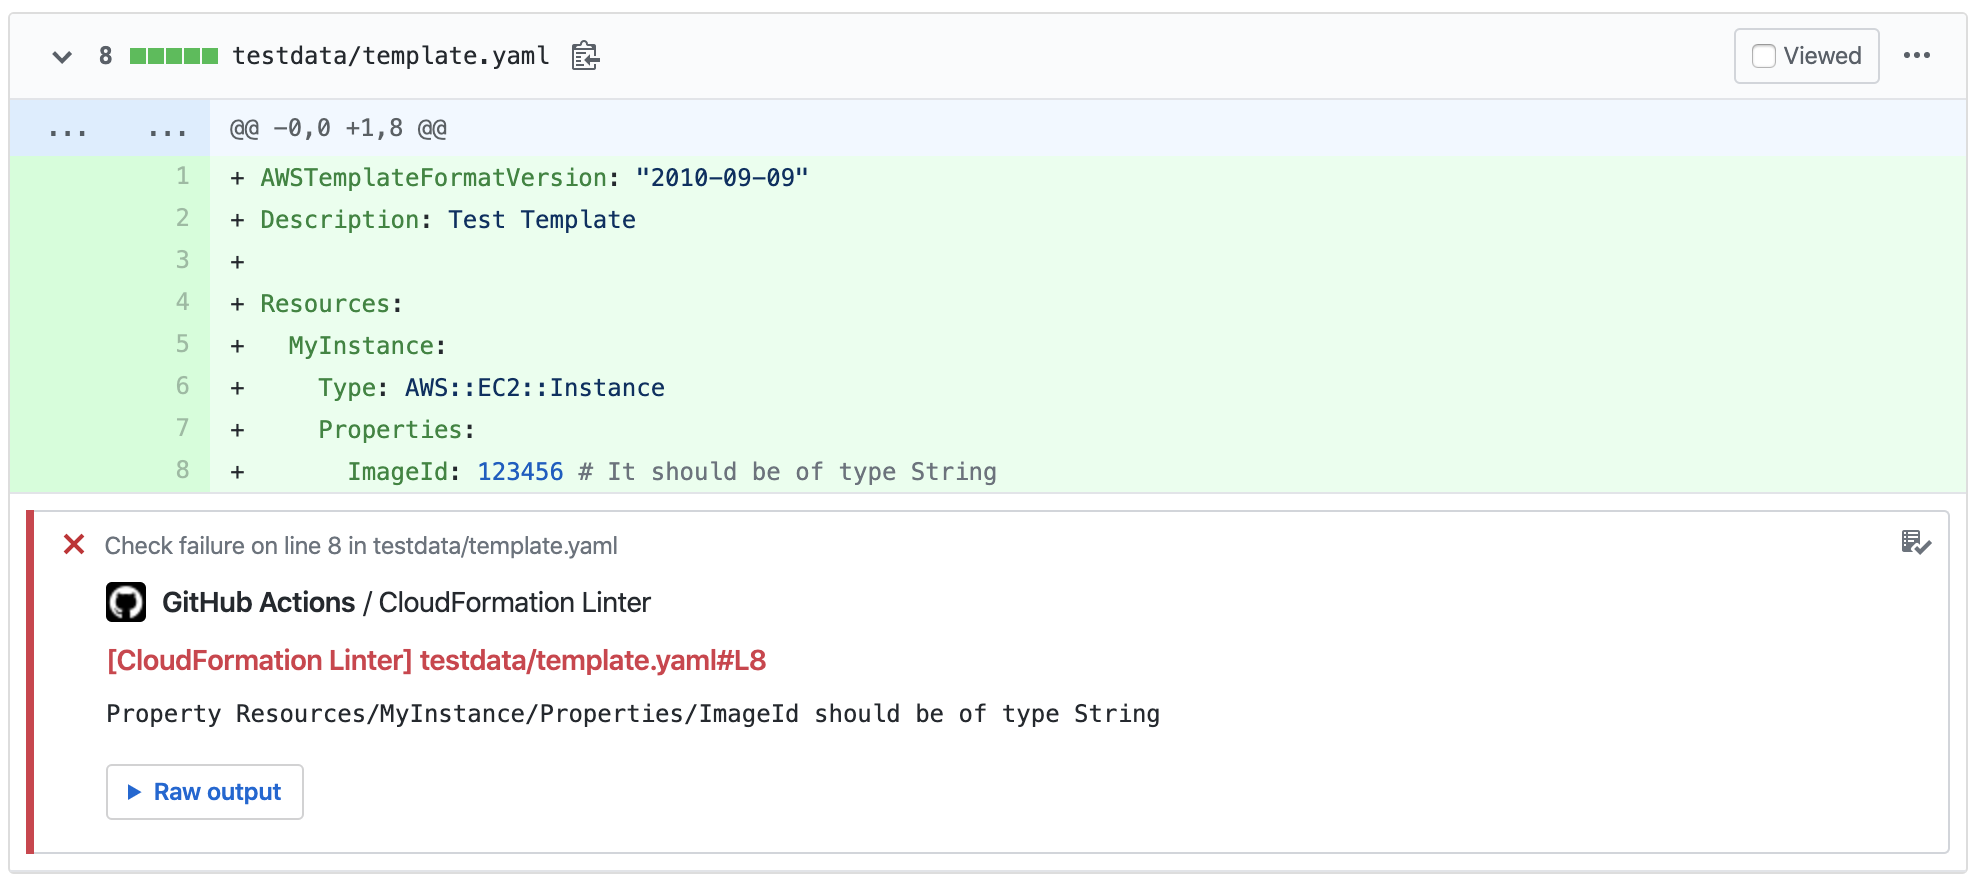 8 testdata/template.yaml Viewed
... ... @@ -0,0 +1,8 @@
1 + AWSTemplateFormatVersion: "2010-09-09"
2 + Description: Test Template
3 +
4 + Resources:
5 +   MyInstance:
6 +     Type: AWS::EC2::Instance
7 +     Properties:
8 +       ImageId: 123456 # It should be of type String
Check failure on line 8 in testdata/template.yaml
GitHub Actions / CloudFormation Linter
[CloudFormation Linter] testdata/template.yaml#L8
Property Resources/MyInstance/Properties/ImageId should be of type String
Raw output